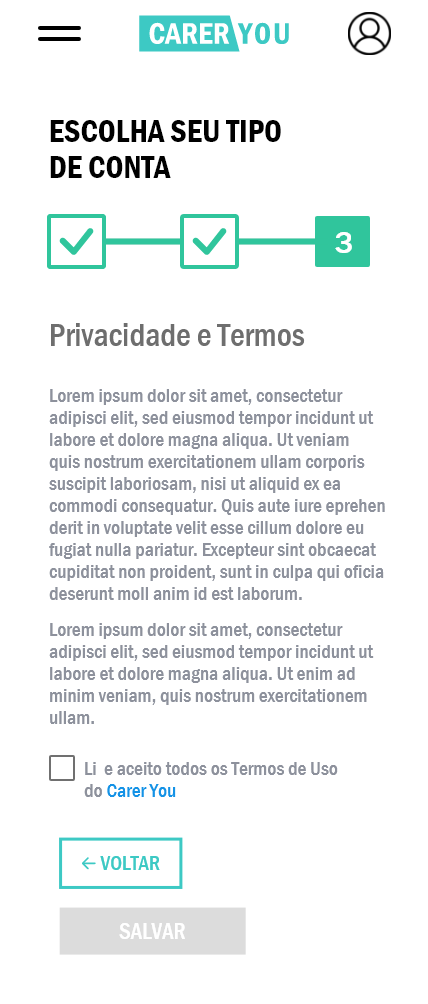 CARER YOU
ESCOLHA SEU TIPO
DE CONTA
3
Privacidade e Termos
Lorem ipsum dolor sit amet, consectetur
adipisci elit, sed eiusmod tempor incidunt ut
labore et dolore magna aliqua. Ut veniam
quis nostrum exercitationem ullam corporis
suscipit laboriosam, nisi ut aliquid ex ea
commodi consequatur. Quis aute iure eprehen
derit in voluptate velit esse cillum dolore eu
fugiat nulla pariatur. Excepteur sint obcaecat
cupiditat non proident, sunt in culpa qui oficia
deserunt moll anim id est laborum.
Lorem ipsum dolor sit amet, consectetur
adipisci elit, sed eiusmod tempor incidunt ut
labore et dolore magna aliqua. Ut enim ad
minim veniam, quis nostrum exercitationem
ullam.
Li e aceito todos os Termos de Uso
do Carer You
← VOLTAR
SALVAR